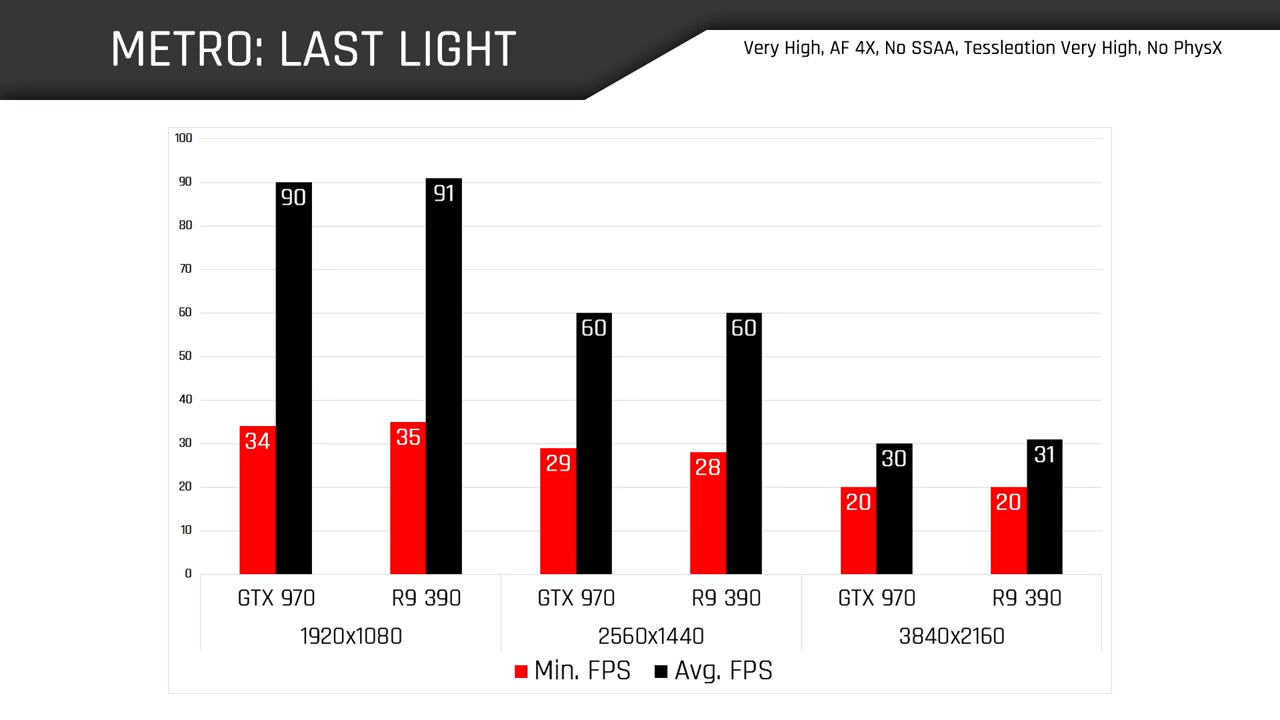 METRO: LAST LIGHT
Very High, AF 4X, No SSAA, Tessleation Very High, No PhysX
100
90
80
70
60
50
40
30
20
10
0
34 90 35 91 29 60 28 60 20 30 20 31
GTX 970 R9 390 GTX 970 R9 390 GTX 970 R9 390
1920x1080 2560x1440 3840x2160
Min. FPS Avg. FPS